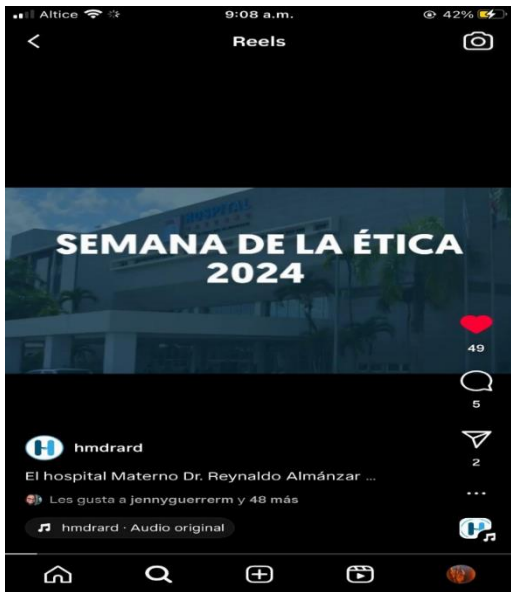 Altice 9:08 a.m. 42%
Reels
HOSPITAL
SEMANA DE LA ÉTICA
2024
49
5
2
hmdrard
El hospital Materno Dr. Reynaldo Almánzar ...
Les gusta a jennyguerrerm y 48 más
hmdrard · Audio original